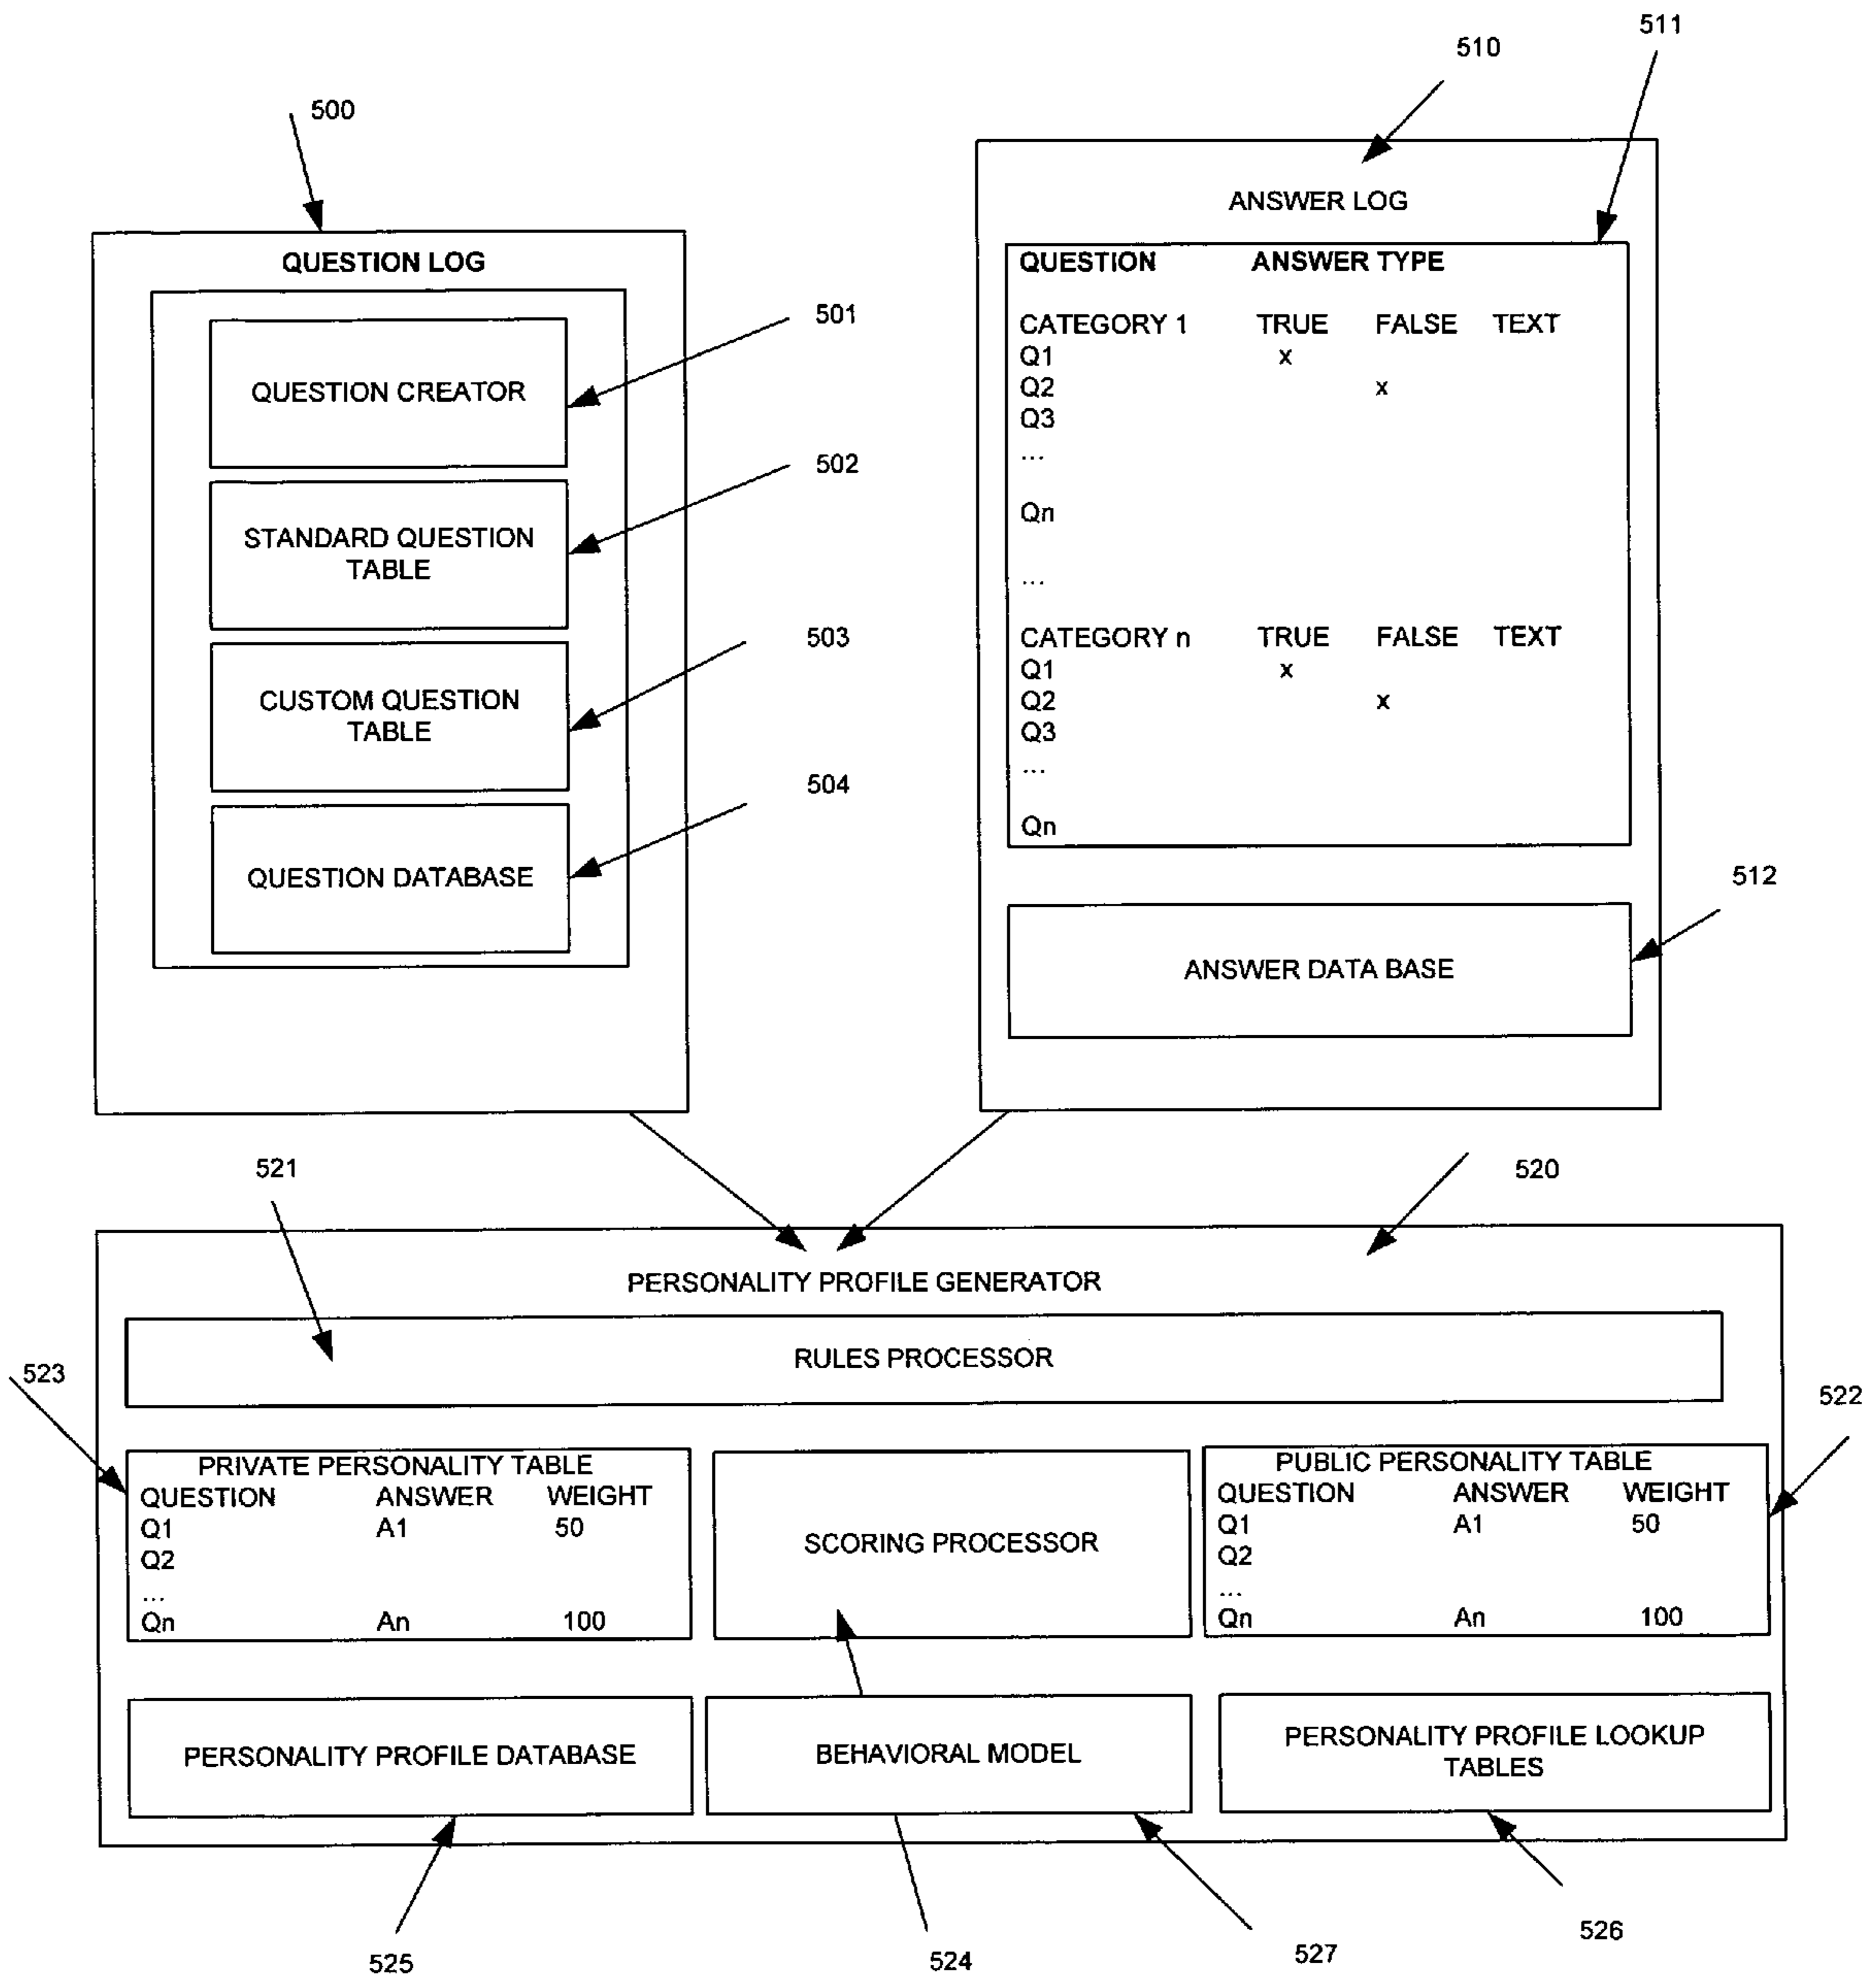 511
510
500
ANSWER LOG
QUESTION LOG
QUESTION CREATOR
501
STANDARD QUESTION
TABLE
502
CUSTOM QUESTION
TABLE
503
QUESTION DATABASE
504
QUESTION ANSWER TYPE
CATEGORY 1 TRUE FALSE TEXT
Q1 x
Q2 x
Q3
...
Qn
...
CATEGORY n TRUE FALSE TEXT
Q1 x
Q2 x
Q3
...
Qn
512
ANSWER DATA BASE
521
520
PERSONALITY PROFILE GENERATOR
RULES PROCESSOR
523
522
PRIVATE PERSONALITY TABLE
QUESTION ANSWER WEIGHT
Q1 A1 50
Q2
...
Qn An 100
SCORING PROCESSOR
PUBLIC PERSONALITY TABLE
QUESTION ANSWER WEIGHT
Q1 A1 50
Q2
...
Qn An 100
PERSONALITY PROFILE DATABASE
BEHAVIORAL MODEL
PERSONALITY PROFILE LOOKUP
TABLES
525
524
527
526